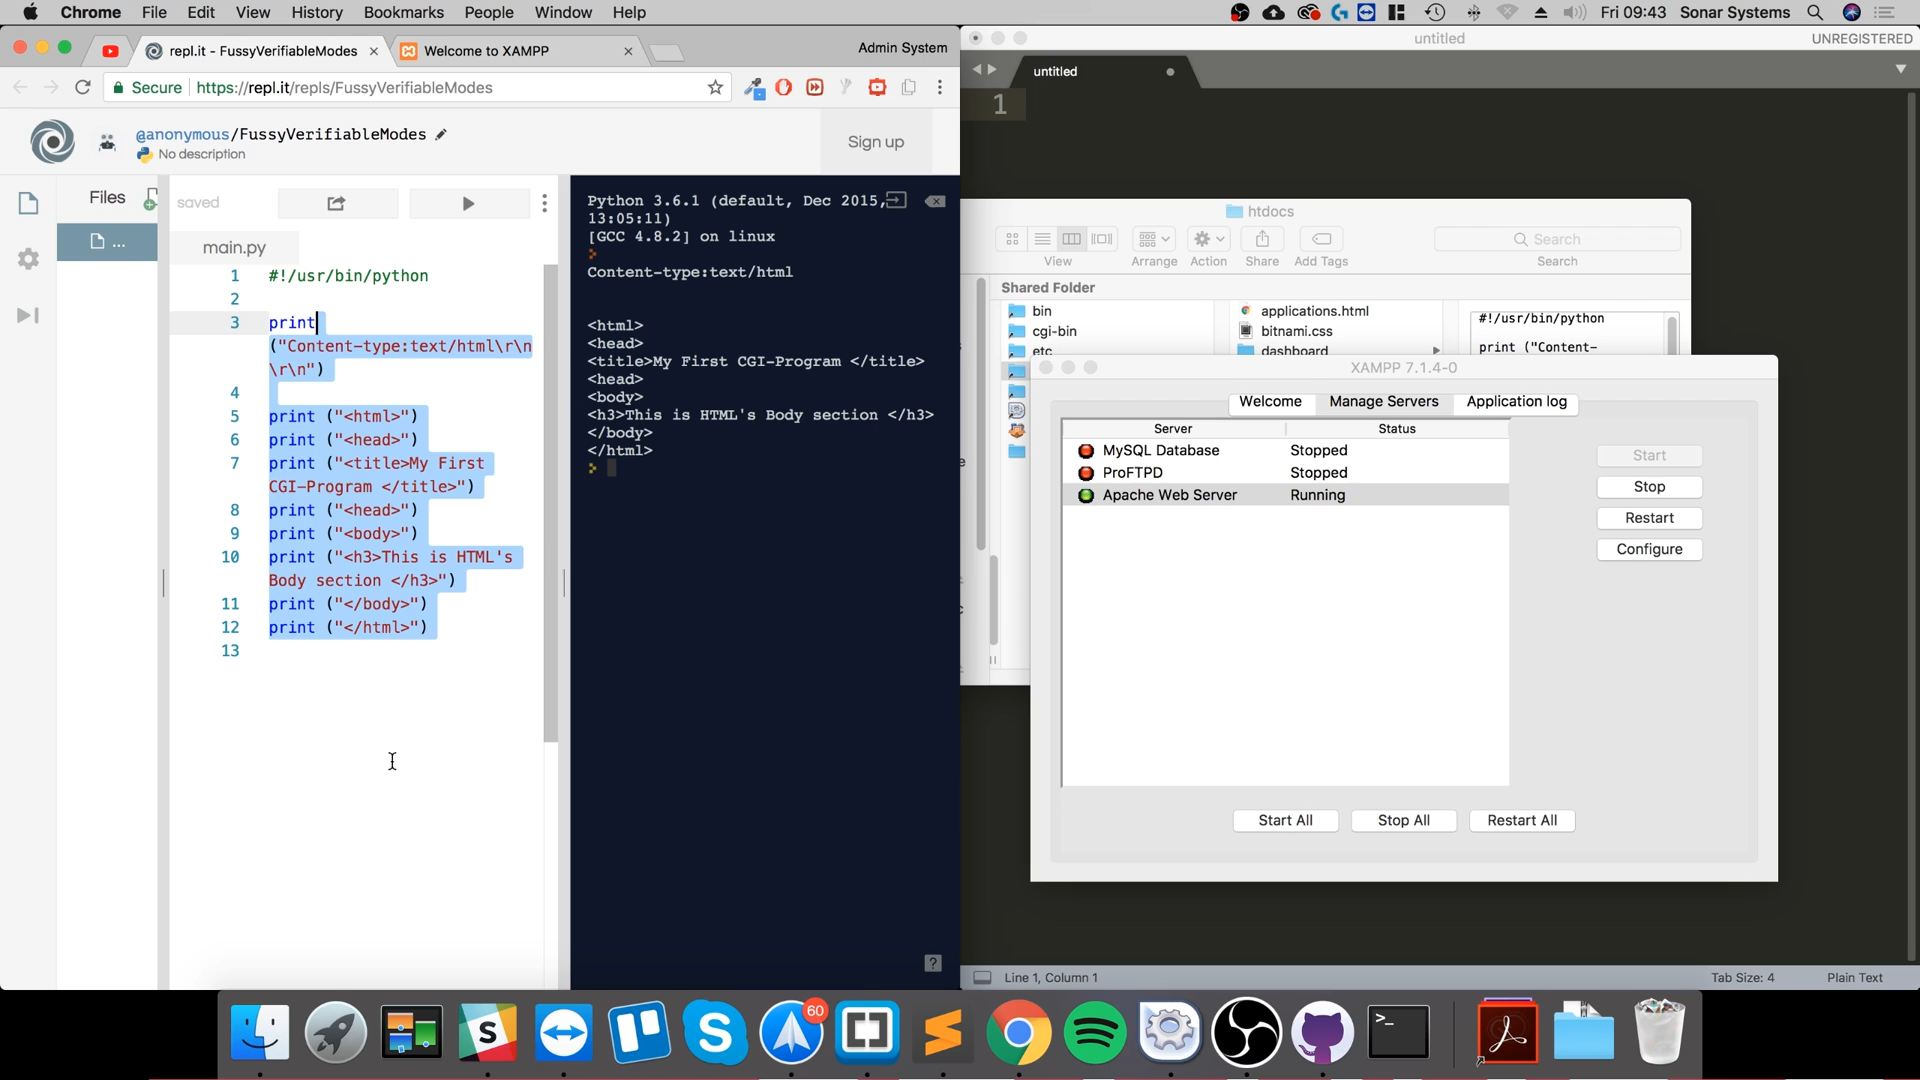 Chrome File Edit View History Bookmarks People Window Help
Fri 09:43 Sonar Systems
repl.it - FussyVerifiableModes
Welcome to XAMPP
Admin System
Secure https://repl.it/repls/FussyVerifiableModes
@anonymous/FussyVerifiableModes
No description
Sign up
Files
...
saved
main.py
1 #!/usr/bin/python
2
3 print
("Content-type:text/html\r\n
\r\n")
4
5 print ("<html>")
6 print ("<head>")
7 print ("<title>My First
CGI-Program </title>")
8 print ("<head>")
9 print ("<body>")
10 print ("<h3>This is HTML's
Body section </h3>")
11 print ("</body>")
12 print ("</html>")
13
Python 3.6.1 (default, Dec 2015,
13:05:11)
[GCC 4.8.2] on linux
Content-type:text/html
<html>
<head>
<title>My First CGI-Program </title>
<head>
<body>
<h3>This is HTML's Body section </h3>
</body>
</html>
?
untitled
UNREGISTERED
untitled
1
htdocs
Search
View Arrange Action Share Add Tags Search
Shared Folder
bin
cgi-bin
etc
applications.html
bitnami.css
dashboard
#!/usr/bin/python
print ("Content-
XAMPP 7.1.4-0
Welcome Manage Servers Application log
Server Status
MySQL Database Stopped
ProFTPD Stopped
Apache Web Server Running
Start
Stop
Restart
Configure
Start All Stop All Restart All
Line 1, Column 1
Tab Size: 4 Plain Text
60